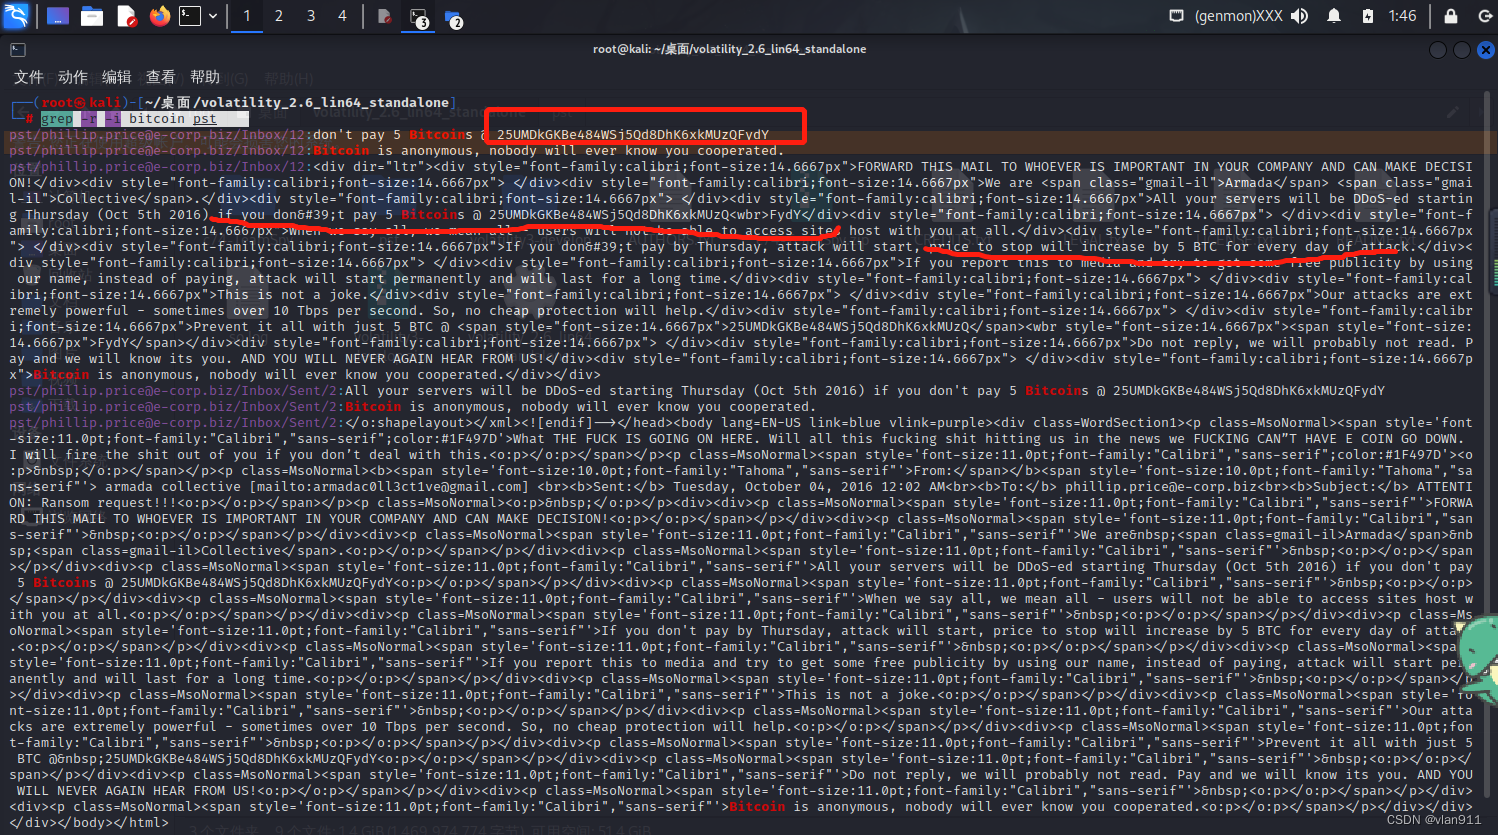 1 2 3 4
3
2
(genmon)XXX 1:46
root@kali: ~/桌面/volatility_2.6_lin64_standalone
文件 动作 编辑 查看 帮助
(root㉿kali)-[~/桌面/volatility_2.6_lin64_standalone]
# grep -r -i bitcoin pst
pst/phillip.price@e-corp.biz/Inbox/12:don't pay 5 Bitcoins @ 25UMDkGKBe484WSj5Qd8DhK6xkMUzQFydY
pst/phillip.price@e-corp.biz/Inbox/12:Bitcoin is anonymous, nobody will ever know you cooperated.
pst/phillip.price@e-corp.biz/Inbox/12:<div dir="ltr"><div style="font-family:calibri;font-size:14.6667px">FORWARD THIS MAIL TO WHOEVER IS IMPORTANT IN YOUR COMPANY AND CAN MAKE DECISI
ON!</div><div style="font-family:calibri;font-size:14.6667px"> </div><div style="font-family:calibri;font-size:14.6667px">We are <span class="gmail-il">Armada</span> <span class="gmai
l-il">Collective</span>.</div><div style="font-family:calibri;font-size:14.6667px"> </div><div style="font-family:calibri;font-size:14.6667px">All your servers will be DDoS-ed startin
g Thursday (Oct 5th 2016) if you don&#39;t pay 5 Bitcoins @ 25UMDkGKBe484WSj5Qd8DhK6xkMUzQ<wbr>FydY</div><div style="font-family:calibri;font-size:14.6667px"> </div><div style="font-f
amily:calibri;font-size:14.6667px">When we say all, we mean all - users will not be able to access sites host with you at all.</div><div style="font-family:calibri;font-size:14.6667px
"> </div><div style="font-family:calibri;font-size:14.6667px">If you don&#39;t pay by Thursday, attack will start, price to stop will increase by 5 BTC for every day of attack.</div><
div style="font-family:calibri;font-size:14.6667px"> </div><div style="font-family:calibri;font-size:14.6667px">If you report this to media and try to get some free publicity by using
our name, instead of paying, attack will start permanently and will last for a long time.</div><div style="font-family:calibri;font-size:14.6667px"> </div><div style="font-family:cal
ibri;font-size:14.6667px">This is not a joke.</div><div style="font-family:calibri;font-size:14.6667px"> </div><div style="font-family:calibri;font-size:14.6667px">Our attacks are ext
remely powerful - sometimes over 10 Tbps per second. So, no cheap protection will help.</div><div style="font-family:calibri;font-size:14.6667px"> </div><div style="font-family:calibr
i;font-size:14.6667px">Prevent it all with just 5 BTC @ <span style="font-size:14.6667px">25UMDkGKBe484WSj5Qd8DhK6xkMUzQ</span><wbr style="font-size:14.6667px"><span style="font-size:
14.6667px">FydY</span></div><div style="font-family:calibri;font-size:14.6667px"> </div><div style="font-family:calibri;font-size:14.6667px">Do not reply, we will probably not read. P
ay and we will know its you. AND YOU WILL NEVER AGAIN HEAR FROM US!</div><div style="font-family:calibri;font-size:14.6667px"> </div><div style="font-family:calibri;font-size:14.6667p
x">Bitcoin is anonymous, nobody will ever know you cooperated.</div></div>
pst/phillip.price@e-corp.biz/Inbox/Sent/2:All your servers will be DDoS-ed starting Thursday (Oct 5th 2016) if you don't pay 5 Bitcoins @ 25UMDkGKBe484WSj5Qd8DhK6xkMUzQFydY
pst/phillip.price@e-corp.biz/Inbox/Sent/2:Bitcoin is anonymous, nobody will ever know you cooperated.
pst/phillip.price@e-corp.biz/Inbox/Sent/2:</o:shapelayout></xml><![endif]--></head><body lang=EN-US link=blue vlink=purple><div class=WordSection1><p class=MsoNormal><span style='font
-size:11.0pt;font-family:"Calibri","sans-serif";color:#1F497D'>What THE FUCK IS GOING ON HERE. Will all this fucking shit hitting us in the news we FUCKING CAN”T HAVE E COIN GO DOWN.
I will fire the shit out of you if you don’t deal with this.<o:p></o:p></span></p><p class=MsoNormal><span style='font-size:11.0pt;font-family:"Calibri","sans-serif";color:#1F497D'><o
:p>&nbsp;</o:p></span></p><p class=MsoNormal><b><span style='font-size:10.0pt;font-family:"Tahoma","sans-serif"'>From:</span></b><span style='font-size:10.0pt;font-family:"Tahoma","sa
ns-serif"'> armada collective [mailto:armadac0ll3ct1ve@gmail.com] <br><b>Sent:</b> Tuesday, October 04, 2016 12:02 AM<br><b>To:</b> phillip.price@e-corp.biz<br><b>Subject:</b> ATTENTI
ON: Ransom request!!!<o:p></o:p></span></p><p class=MsoNormal><o:p>&nbsp;</o:p></p><div><div><p class=MsoNormal><span style='font-size:11.0pt;font-family:"Calibri","sans-serif"'>FORWA
RD THIS MAIL TO WHOEVER IS IMPORTANT IN YOUR COMPANY AND CAN MAKE DECISION!<o:p></o:p></span></p></div><div><p class=MsoNormal><span style='font-size:11.0pt;font-family:"Calibri","san
s-serif"'>&nbsp;<o:p></o:p></span></p></div><div><p class=MsoNormal><span style='font-size:11.0pt;font-family:"Calibri","sans-serif"'>We are&nbsp;<span class=gmail-il>Armada</span>&nb
sp;<span class=gmail-il>Collective</span>.<o:p></o:p></span></p></div><div><p class=MsoNormal><span style='font-size:11.0pt;font-family:"Calibri","sans-serif"'>&nbsp;<o:p></o:p></span
></p></div><div><p class=MsoNormal><span style='font-size:11.0pt;font-family:"Calibri","sans-serif"'>All your servers will be DDoS-ed starting Thursday (Oct 5th 2016) if you don't pay
5 Bitcoins @ 25UMDkGKBe484WSj5Qd8DhK6xkMUzQFydY<o:p></o:p></span></p></div><div><p class=MsoNormal><span style='font-size:11.0pt;font-family:"Calibri","sans-serif"'>&nbsp;<o:p></o:p>
</span></p></div><div><p class=MsoNormal><span style='font-size:11.0pt;font-family:"Calibri","sans-serif"'>When we say all, we mean all - users will not be able to access sites host w
ith you at all.<o:p></o:p></span></p></div><div><p class=MsoNormal><span style='font-size:11.0pt;font-family:"Calibri","sans-serif"'>&nbsp;<o:p></o:p></span></p></div><div><p class=Ms
oNormal><span style='font-size:11.0pt;font-family:"Calibri","sans-serif"'>If you don't pay by Thursday, attack will start, price to stop will increase by 5 BTC for every day of attac
.<o:p></o:p></span></p></div><div><p class=MsoNormal><span style='font-size:11.0pt;font-family:"Calibri","sans-serif"'>&nbsp;<o:p></o:p></span></p></div><div><p class=MsoNormal><span
style='font-size:11.0pt;font-family:"Calibri","sans-serif"'>If you report this to media and try to get some free publicity by using our name, instead of paying, attack will start pe
anently and will last for a long time.<o:p></o:p></span></p></div><div><p class=MsoNormal><span style='font-size:11.0pt;font-family:"Calibri","sans-serif"'>&nbsp;<o:p></o:p></span></p
></div><div><p class=MsoNormal><span style='font-size:11.0pt;font-family:"Calibri","sans-serif"'>This is not a joke.<o:p></o:p></span></p></div><div><p class=MsoNormal><span style='fo
nt-size:11.0pt;font-family:"Calibri","sans-serif"'>&nbsp;<o:p></o:p></span></p></div><div><p class=MsoNormal><span style='font-size:11.0pt;font-family:"Calibri","sans-serif"'>Our atta
cks are extremely powerful - sometimes over 10 Tbps per second. So, no cheap protection will help.<o:p></o:p></span></p></div><div><p class=MsoNormal><span style='font-size:11.0pt;fon
t-family:"Calibri","sans-serif"'>&nbsp;<o:p></o:p></span></p></div><div><p class=MsoNormal><span style='font-size:11.0pt;font-family:"Calibri","sans-serif"'>Prevent it all with just 5
BTC @&nbsp;25UMDkGKBe484WSj5Qd8DhK6xkMUzQFydY<o:p></o:p></span></p></div><div><p class=MsoNormal><span style='font-size:11.0pt;font-family:"Calibri","sans-serif"'>&nbsp;<o:p></o:p></
span></p></div><div><p class=MsoNormal><span style='font-size:11.0pt;font-family:"Calibri","sans-serif"'>Do not reply, we will probably not read. Pay and we will know its you. AND YOU
WILL NEVER AGAIN HEAR FROM US!<o:p></o:p></span></p></div><div><p class=MsoNormal><span style='font-size:11.0pt;font-family:"Calibri","sans-serif"'>&nbsp;<o:p></o:p></span></p></div>
<div><p class=MsoNormal><span style='font-size:11.0pt;font-family:"Calibri","sans-serif"'>Bitcoin is anonymous, nobody will ever know you cooperated.<o:p></o:p></span></p></div></div>
</div></body></html>
CSDN @vlan911